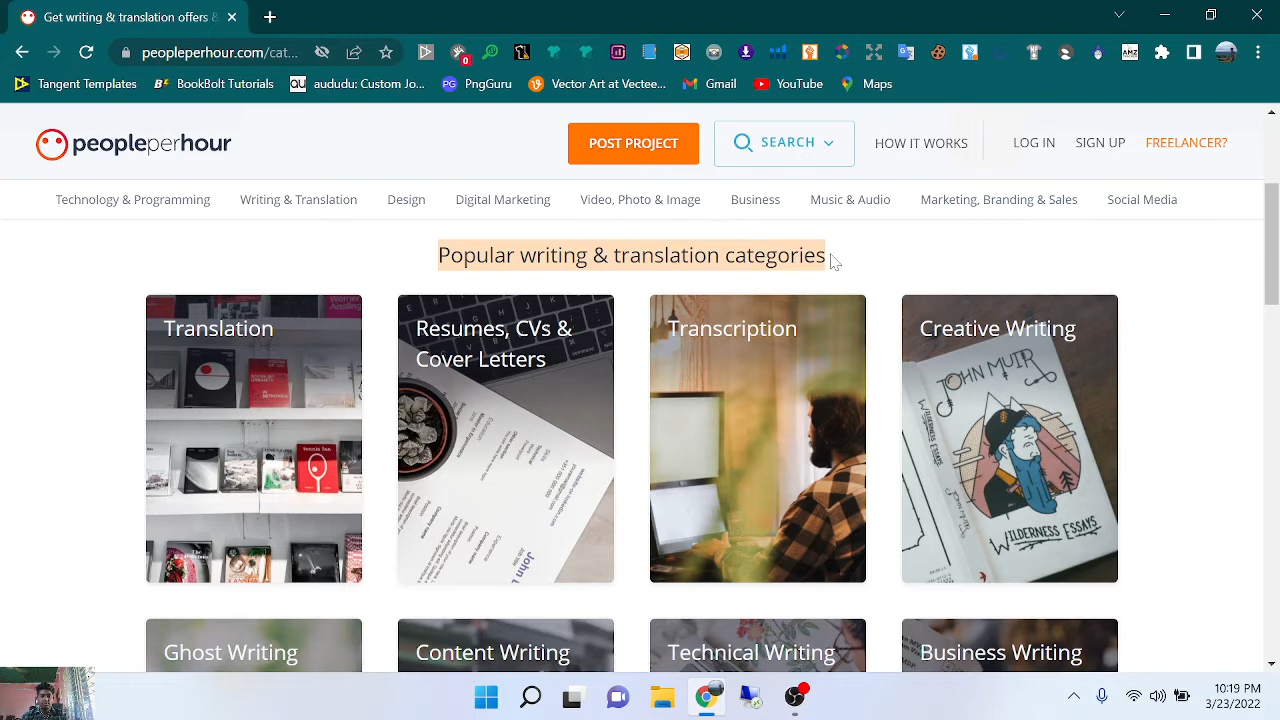 Get writing & translation offers &
peopleperhour.com/cat...
0
Tangent Templates
BookBolt Tutorials
OU
aududu: Custom Jo...
PngGuru
Vector Art at Vectee...
Gmail
YouTube
Maps
peopleperhour
POST PROJECT
SEARCH
HOW IT WORKS
LOG IN
SIGN UP
FREELANCER?
Technology & Programming
Writing & Translation
Design
Digital Marketing
Video, Photo & Image
Business
Music & Audio
Marketing, Branding & Sales
Social Media
Popular writing & translation categories
Translation
Resumes, CVs &
Cover Letters
Transcription
Creative Writing
JOHN MUIR
WILDERNESS ESSAYS
tennis fan
Ghost Writing
Content Writing
Technical Writing
Business Writing
10:19 PM
3/23/2022